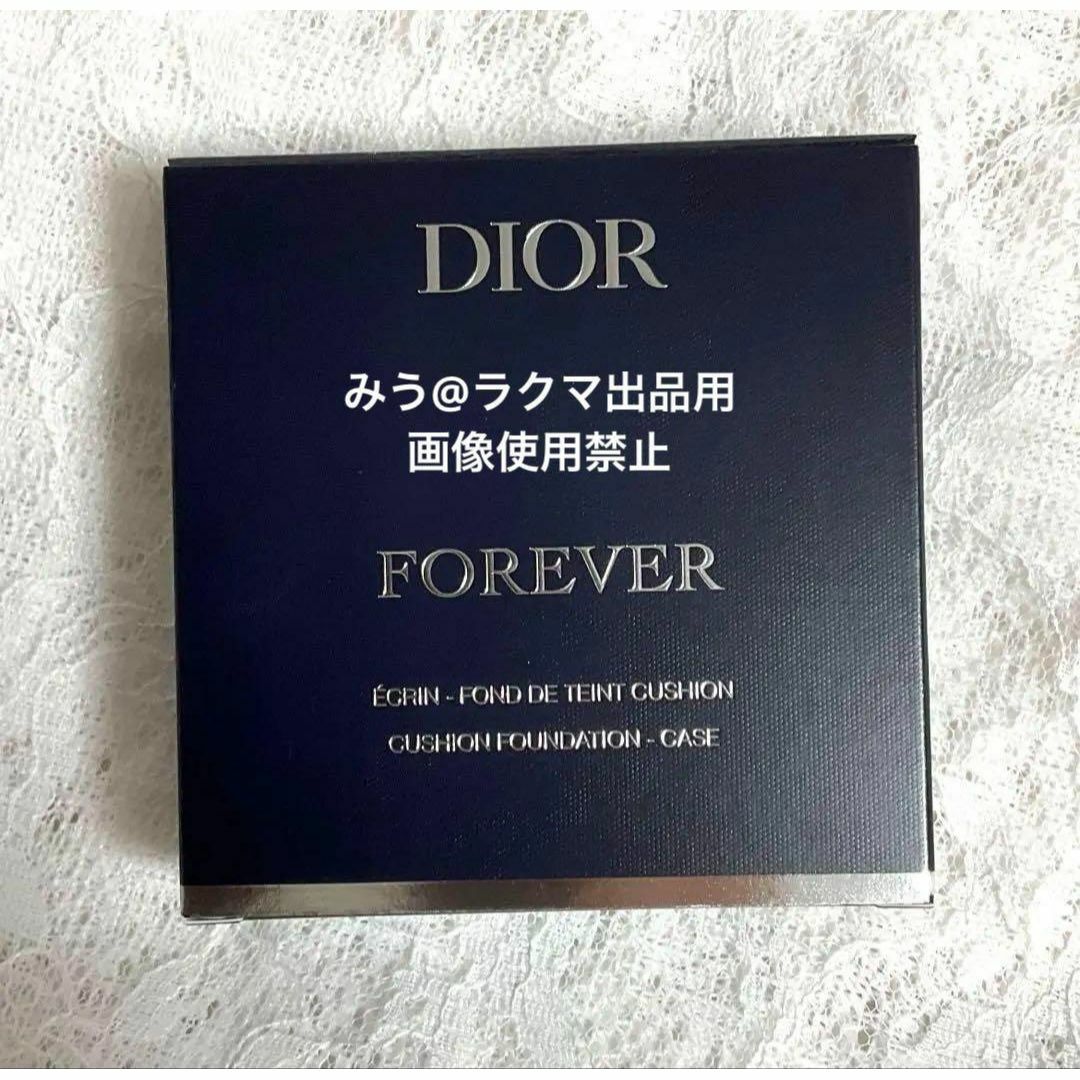 DIOR
みう@ラクマ出品用
画像使用禁止
FOREVER
ÉCRIN - FOND DE TEINT CUSHION
CUSHION FOUNDATION - CASE